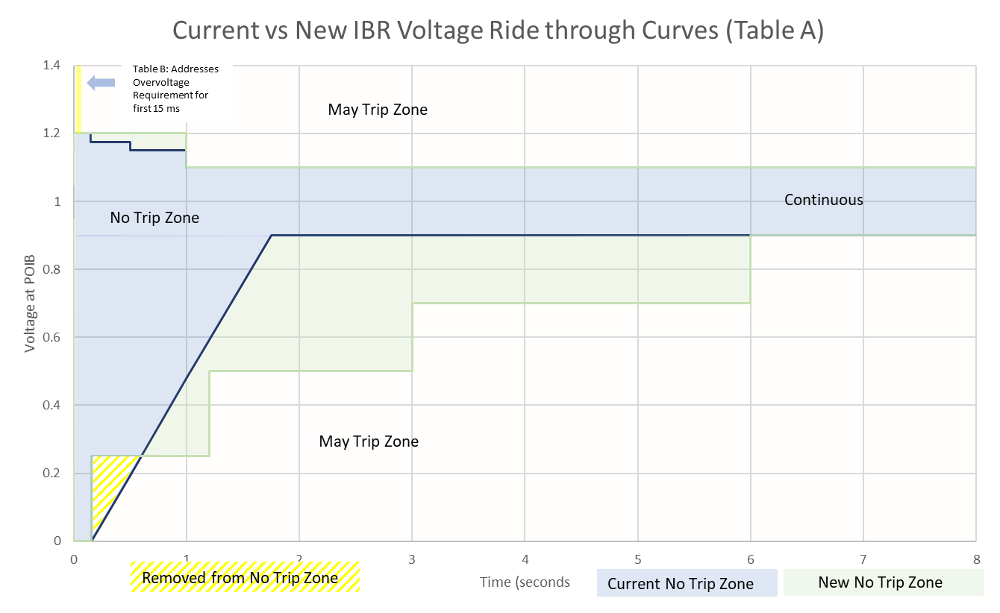 Current vs New IBR Voltage Ride through Curves (Table A)
1.4
Table B: Addresses
Overvoltage
Requirement for
first 15 ms
May Trip Zone
1.2
1
Continuous
No Trip Zone
0.8
Voltage at POIB
0.6
0.4
May Trip Zone
0.2
0
0 1 2 3 4 5 6 7 8
Removed from No Trip Zone
Time (seconds
Current No Trip Zone
New No Trip Zone